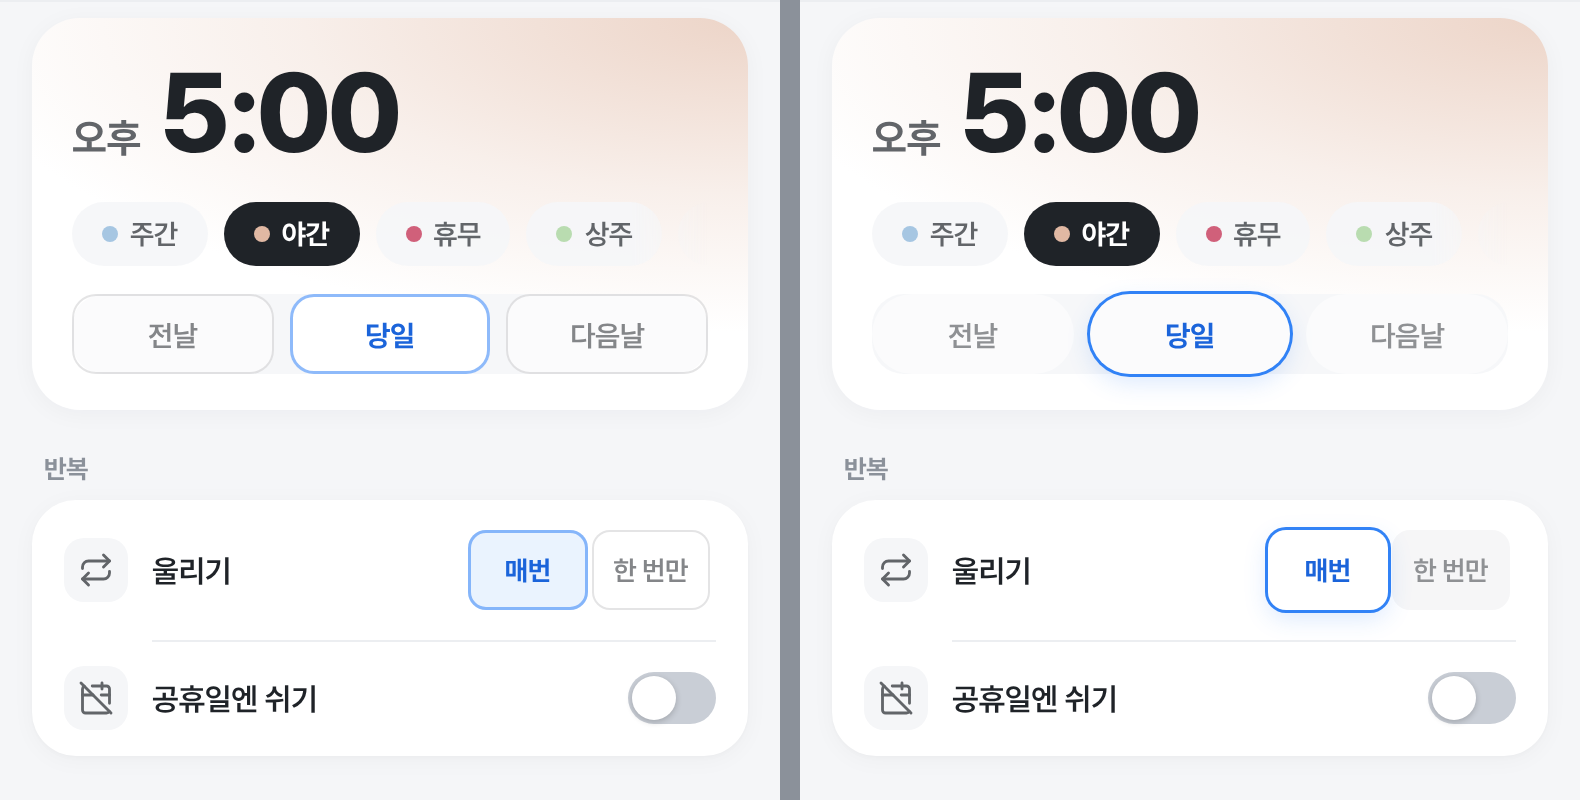 오후 5:00
주간 야간 휴무 상주
전날 당일 다음날
반복
울리기 매번 한 번만
공휴일엔 쉬기
오후 5:00
주간 야간 휴무 상주
전날 당일 다음날
반복
울리기 매번 한 번만
공휴일엔 쉬기